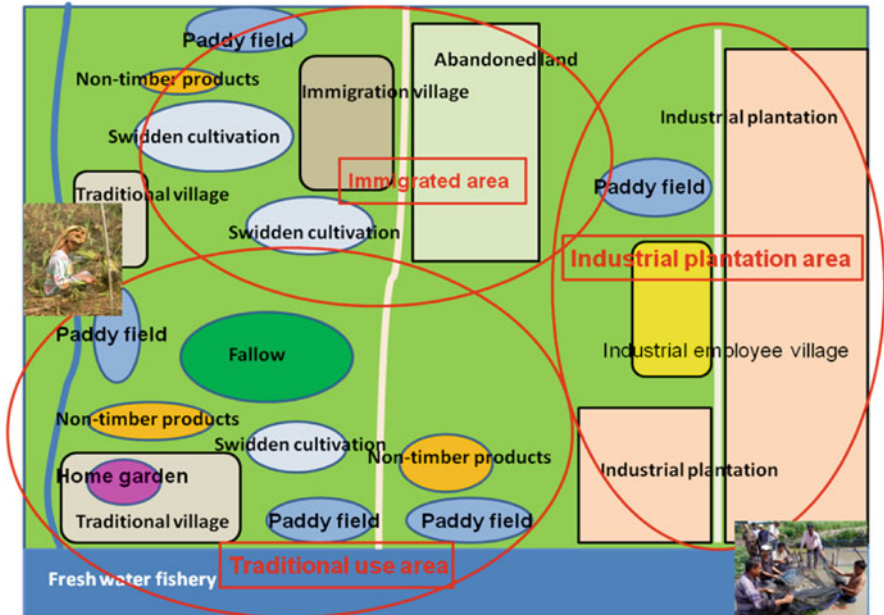 Paddy field
Non-timber products
Abandoned land
Immigration village
Industrial plantation
Swidden cultivation
Immigrated area
Traditional village
Paddy field
Swidden cultivation
Industrial plantation area
Paddy field
Fallow
Industrial employee village
Non-timber products
Swidden cultivation
Non-timber products
Home garden
Industrial plantation
Traditional village
Paddy field
Paddy field
Traditional use area
Fresh water fishery